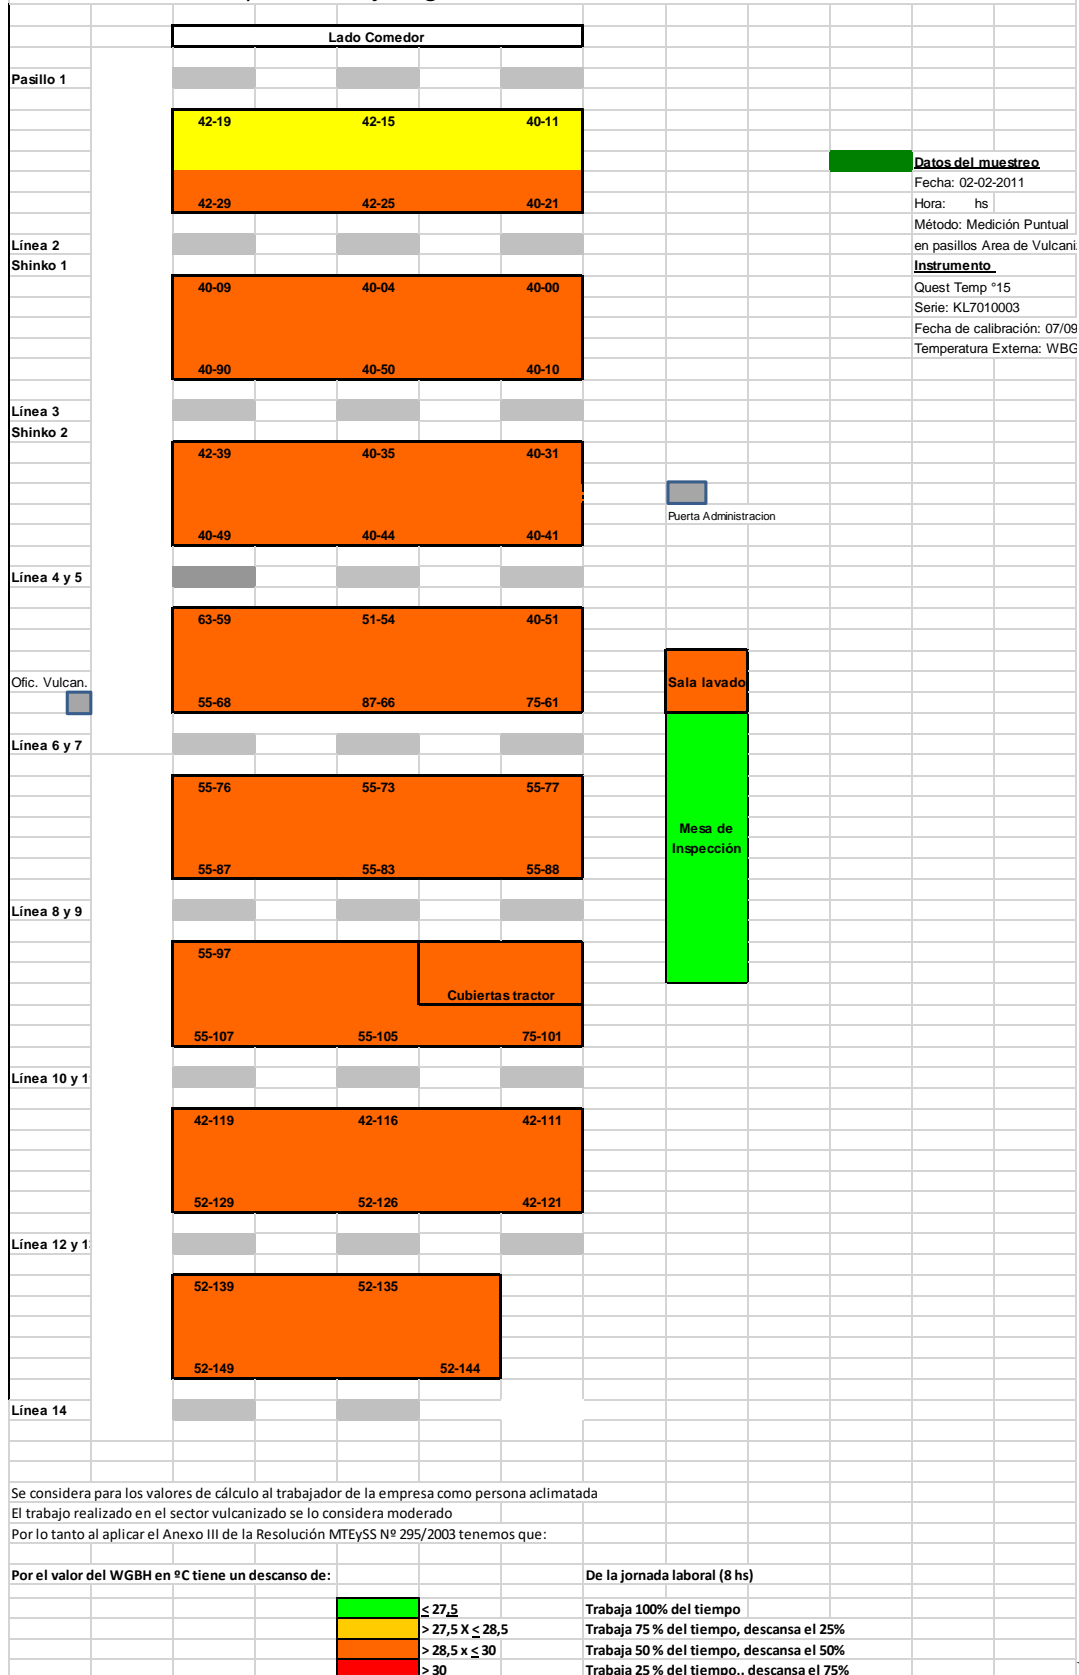 Lado Comedor
Pasillo 1
42-19 42-15 40-11
Datos del muestreo
Fecha: 02-02-2011
42-29 42-25 40-21
Hora: hs
Método: Medición Puntual
Línea 2
en pasillos Area de Vulcani
Shinko 1
Instrumento
40-09 40-04 40-00
Quest Temp °15
Serie: KL7010003
Fecha de calibración: 07/09
Temperatura Externa: WBG
40-90 40-50 40-10
Línea 3
Shinko 2
42-39 40-35 40-31
Puerta Administracion
40-49 40-44 40-41
Línea 4 y 5
63-59 51-54 40-51
Ofic. Vulcan.
Sala lavado
55-68 87-66 75-61
Línea 6 y 7
55-76 55-73 55-77
Mesa de
Inspección
55-87 55-83 55-88
Línea 8 y 9
55-97
Cubiertas tractor
55-107 55-105 75-101
Línea 10 y 1
42-119 42-116 42-111
52-129 52-126 42-121
Línea 12 y 1
52-139 52-135
52-149 52-144
Línea 14
Se considera para los valores de cálculo al trabajador de la empresa como persona aclimatada
El trabajo realizado en el sector vulcanizado se lo considera moderado
Por lo tanto al aplicar el Anexo III de la Resolución MTEySS Nº 295/2003 tenemos que:
Por el valor del WGBH en ºC tiene un descanso de: De la jornada laboral (8 hs)
≤ 27,5 Trabaja 100% del tiempo
> 27,5 X ≤ 28,5 Trabaja 75 % del tiempo, descansa el 25%
> 28,5 x ≤ 30 Trabaja 50 % del tiempo, descansa el 50%
> 30 Trabaja 25 % del tiempo,, descansa el 75%